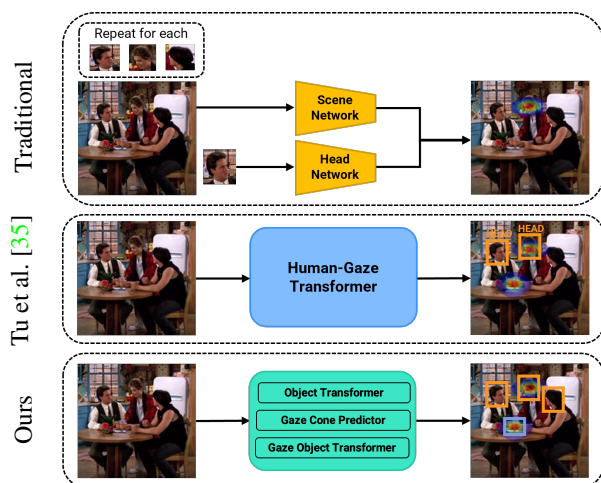 Traditional
Repeat for each
Scene
Network
Head
Network
Tu et al. [35]
Human-Gaze
Transformer
HEAD
HEAD
Ours
Object Transformer
Gaze Cone Predictor
Gaze Object Transformer